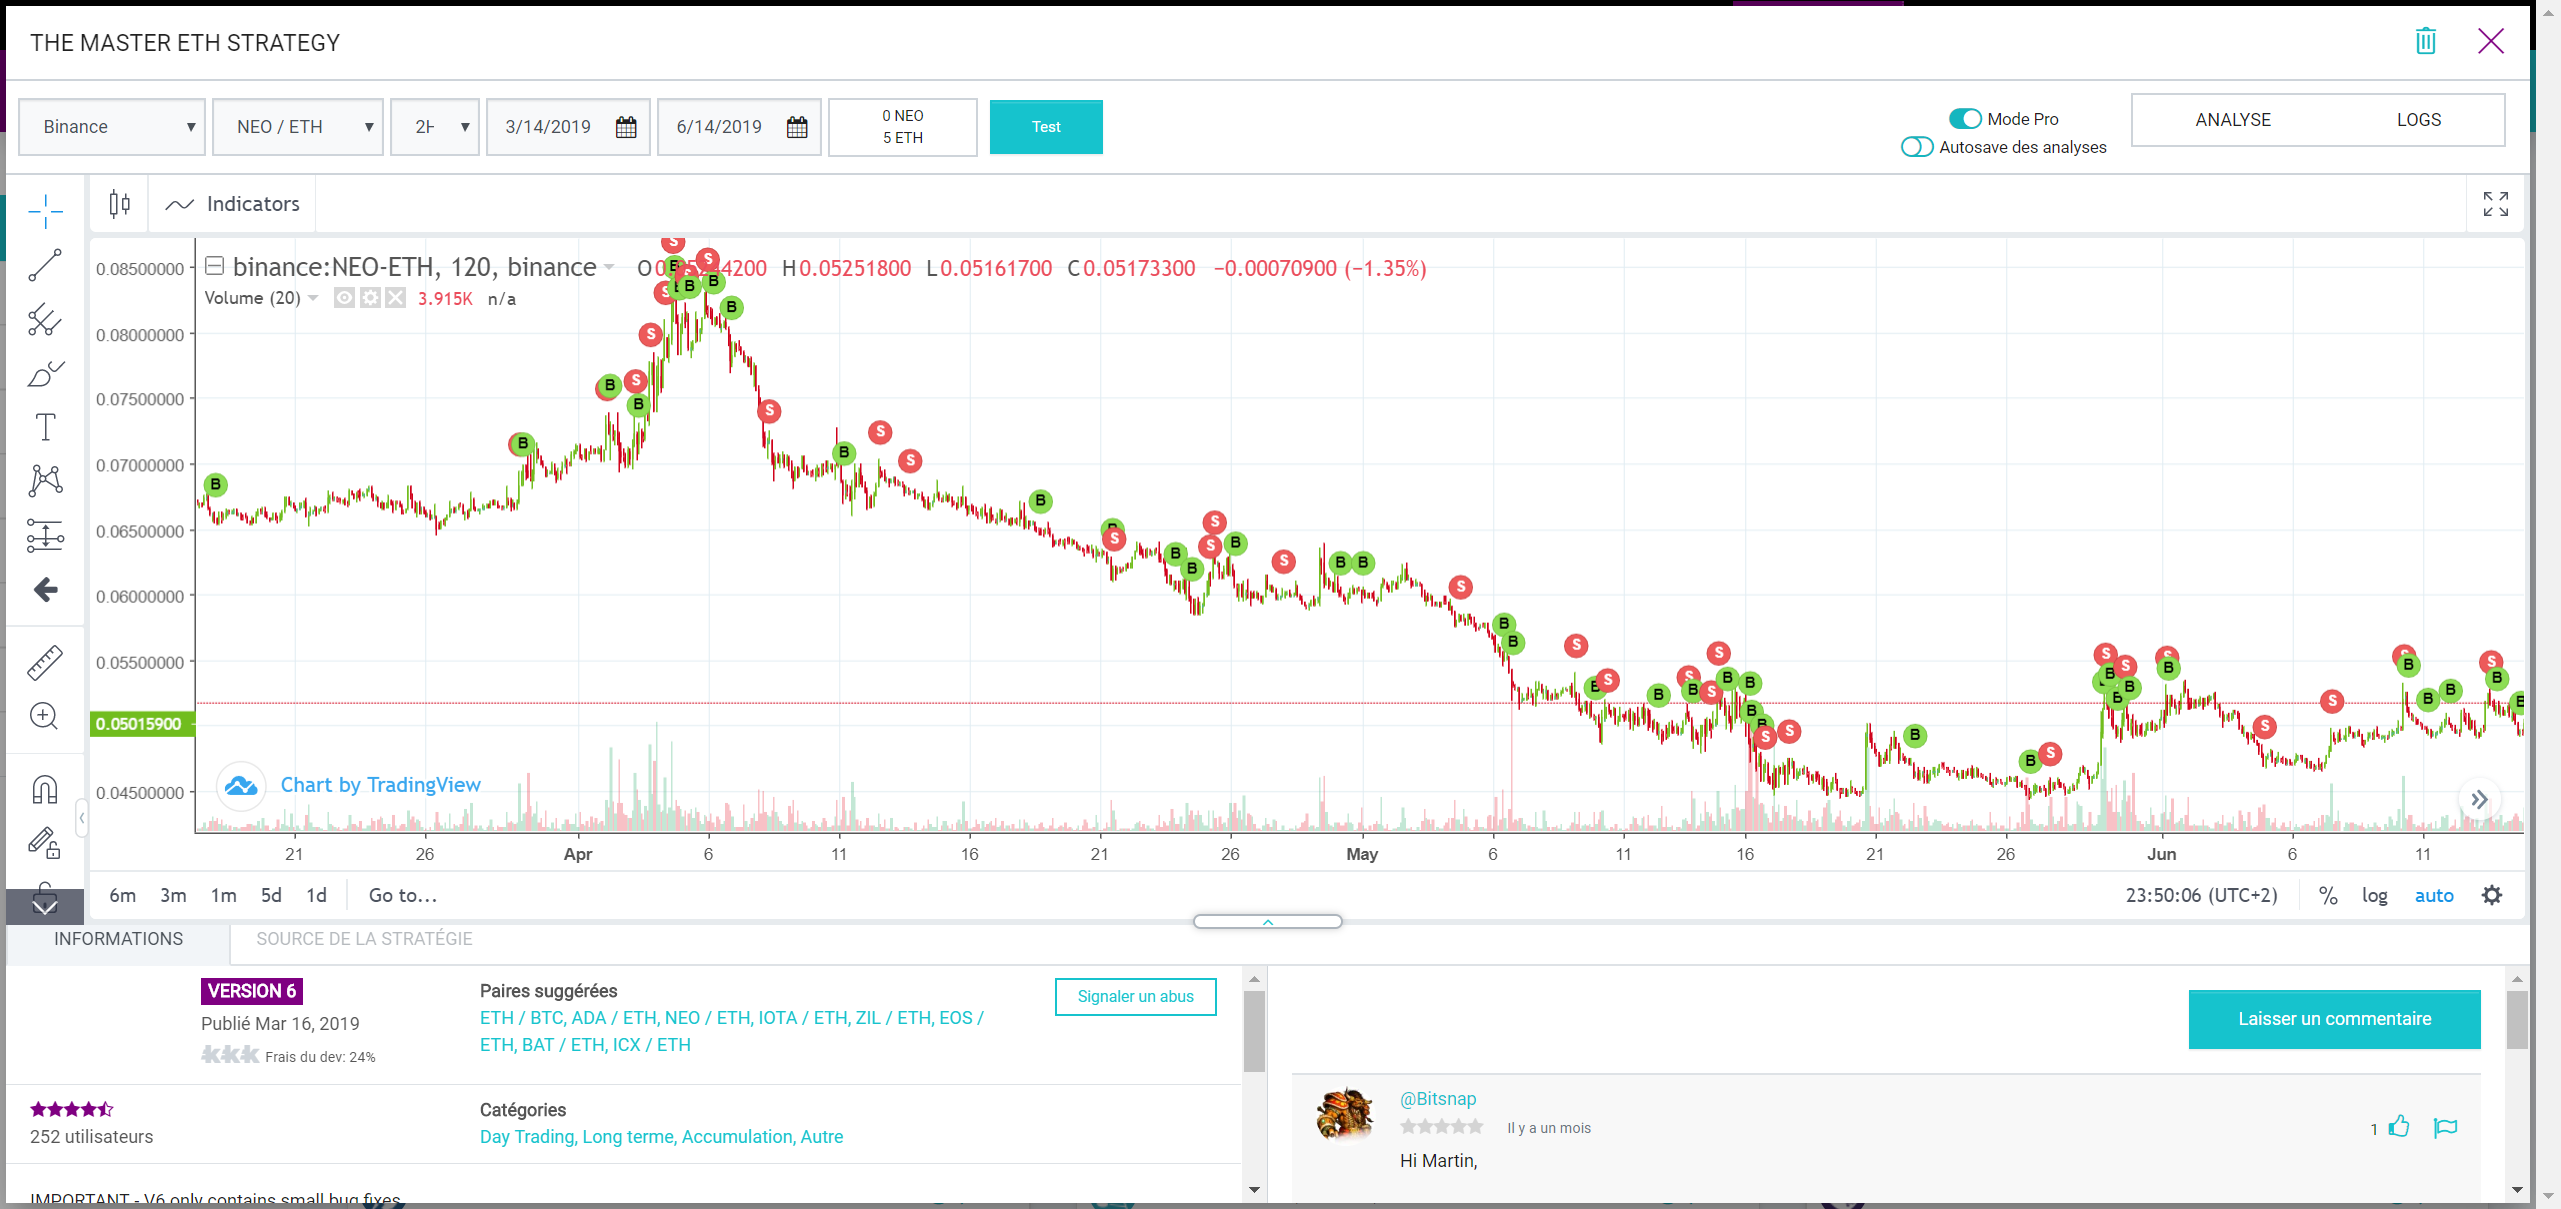 THE MASTER ETH STRATEGY
Binance
NEO / ETH
3/14/2019
6/14/2019
0 NEO
5 ETH
Test
Mode Pro
Autosave des analyses
ANALYSE
LOGS
Indicators
binance:NEO-ETH, 120, binance
H0.05251800 L0.05161700 C0.05173300 −0.00070900 (−1.35%)
Volume (20) 3.915K n/a
0.08500000
0.08000000
0.07500000
0.07000000
0.06500000
0.06000000
0.05500000
0.05015900
0.04500000
Chart by TradingView
21 26 Apr 6 11 16 21 26 May 6 11 16 21 26 Jun 6 11
6m 3m 1m 5d 1d Go to...
23:50:06 (UTC+2) % log auto
INFORMATIONS
SOURCE DE LA STRATÉGIE
VERSION 6
Publié Mar 16, 2019
Frais du dev: 24%
Paires suggérées
ETH / BTC, ADA / ETH, NEO / ETH, IOTA / ETH, ZIL / ETH, EOS /
ETH, BAT / ETH, ICX / ETH
Signaler un abus
252 utilisateurs
Catégories
Day Trading, Long terme, Accumulation, Autre
IMPORTANT - V6 only contains small bug fixes
Laisser un commentaire
@Bitsnap
Il y a un mois
1
Hi Martin,